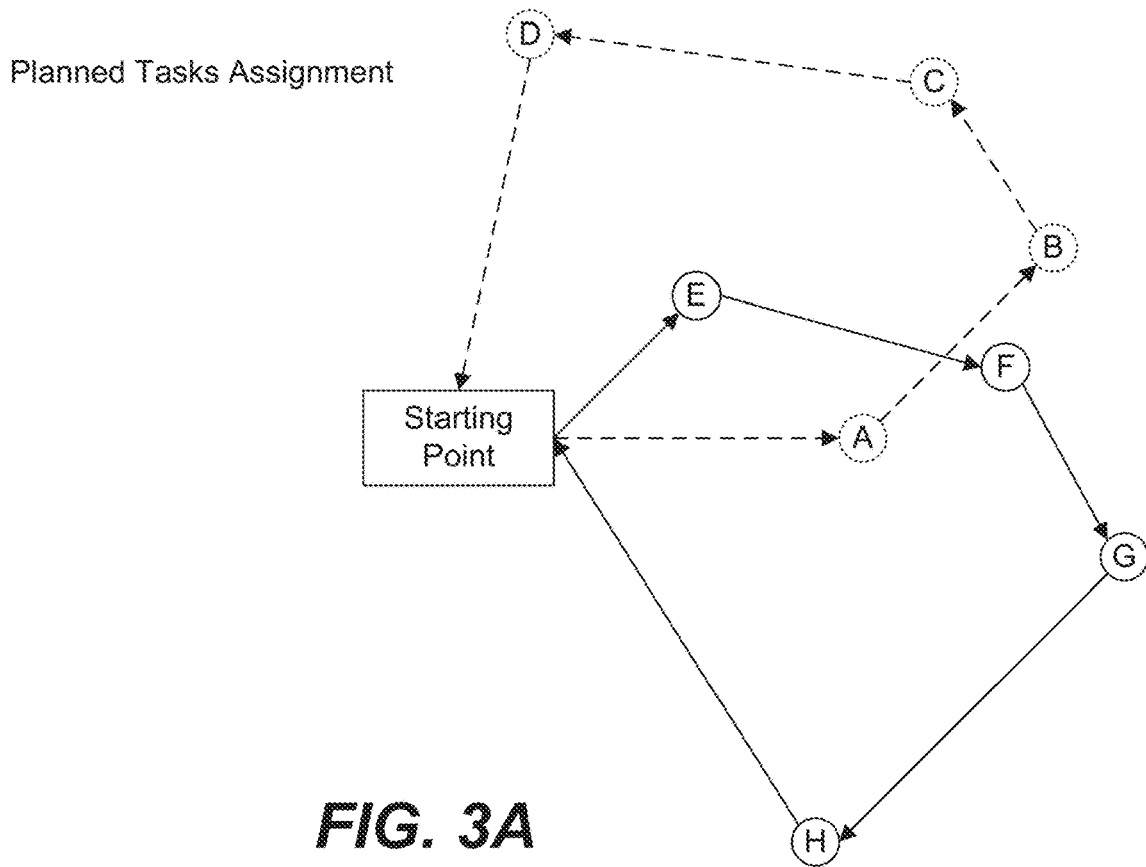 D
Planned Tasks Assignment
C
B
E
F
Starting
Point
A
G
H
FIG. 3A